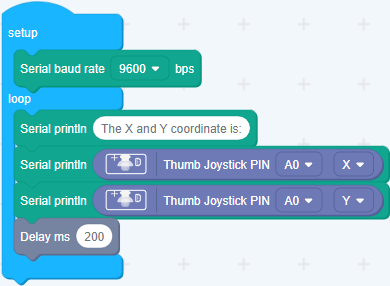 setup
Serial baud rate 9600 bps
loop
Serial println The X and Y coordinate is:
Serial println D Thumb Joystick PIN A0 X
Serial println D Thumb Joystick PIN A0 Y
Delay ms 200